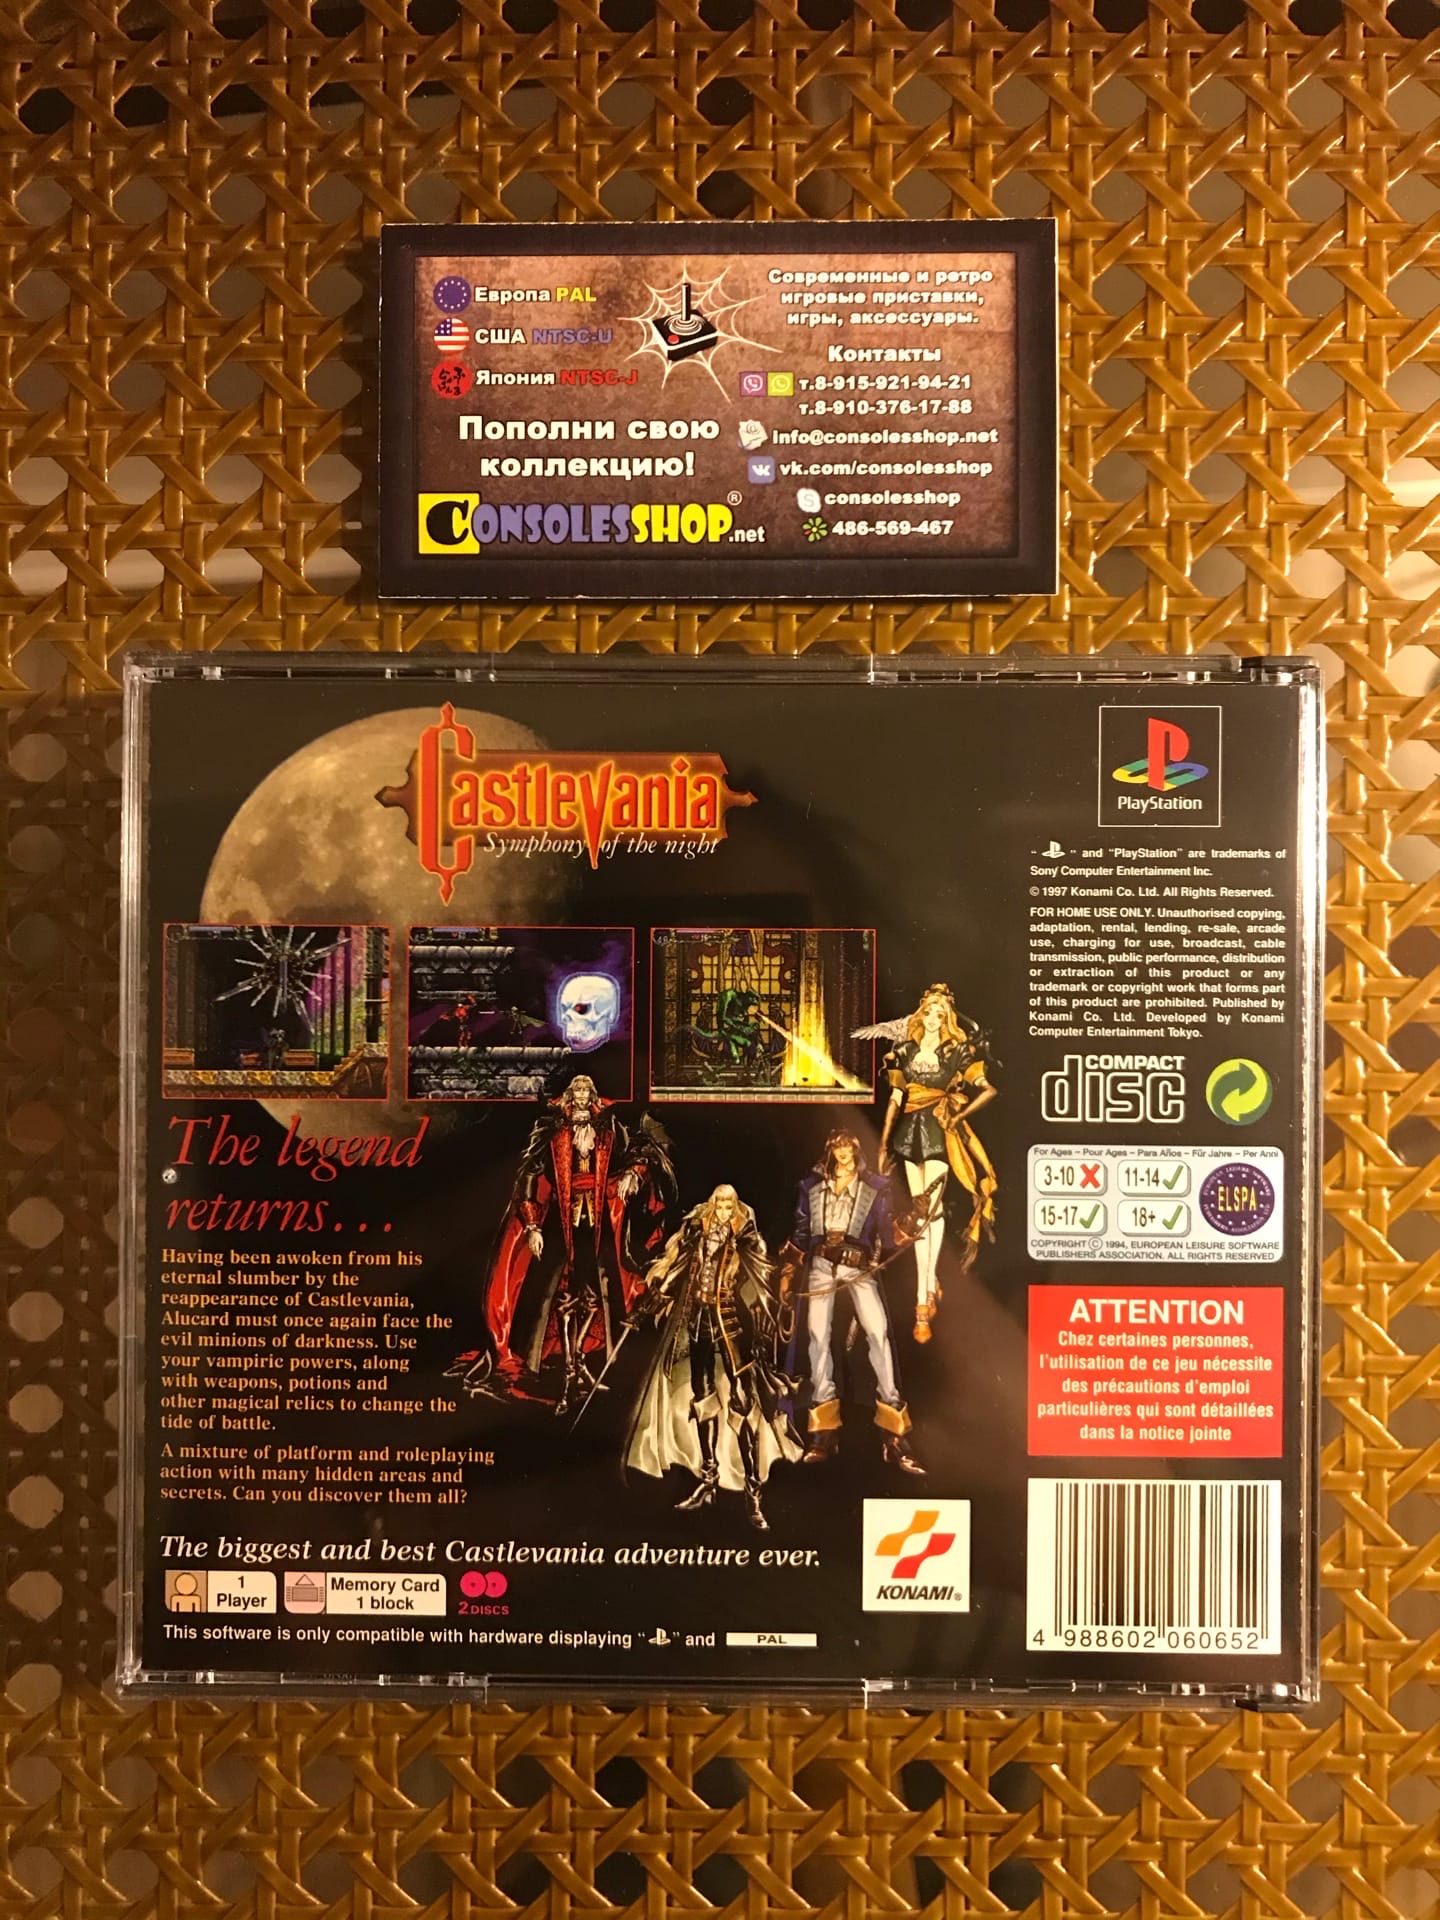 Европа PAL
США NTSC-U
Япония NTSC-J
Пополни свою
коллекцию!
CONSOLESSHOP.net ®
Современные и ретро
игровые приставки,
игры, аксессуары.
Контакты
т.8-915-921-94-21
т.8-910-376-17-88
info@consolesshop.net
vk.com/consolesshop
consolesshop
486-569-467
Castlevania
Symphony of the night
PlayStation
“ ” and “PlayStation” are trademarks of
Sony Computer Entertainment Inc.
© 1997 Konami Co. Ltd. All Rights Reserved.
FOR HOME USE ONLY. Unauthorised copying,
adaptation, rental, lending, re-sale, arcade
use, charging for use, broadcast, cable
transmission, public performance, distribution
or extraction of this product or any
trademark or copyright work that forms part
of this product are prohibited. Published by
Konami Co. Ltd. Developed by Konami
Computer Entertainment Tokyo.
COMPACT
disc
For Ages – Pour Ages – Para Años – Für Jahre – Per Anni
3-10 11-14
15-17 18+
ELSPA
COPYRIGHT © 1994, EUROPEAN LEISURE SOFTWARE
PUBLISHERS ASSOCIATION. ALL RIGHTS RESERVED
The legend
returns...
Having been awoken from his
eternal slumber by the
reappearance of Castlevania,
Alucard must once again face the
evil minions of darkness. Use
your vampiric powers, along
with weapons, potions and
other magical relics to change the
tide of battle.
A mixture of platform and roleplaying
action with many hidden areas and
secrets. Can you discover them all?
The biggest and best Castlevania adventure ever.
1
Player
Memory Card
1 block
2 DISCS
This software is only compatible with hardware displaying “ ” and PAL
KONAMI®
ATTENTION
Chez certaines personnes,
l'utilisation de ce jeu nécessite
des précautions d'emploi
particulières qui sont détaillées
dans la notice jointe
4 988602 060652